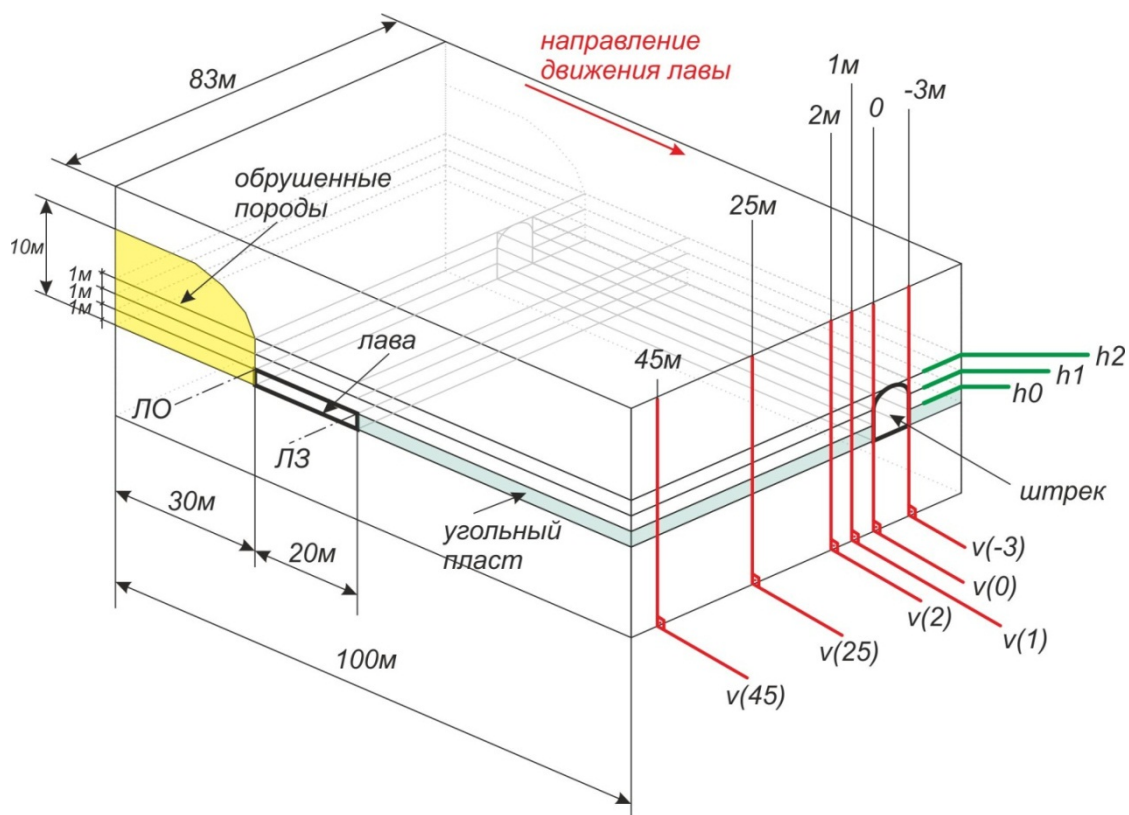 направление
движения лавы
83м
1м
-3м
0
2м
обрушенные
породы
25м
10м
1м
1м
1м
лава
45м
h2
h1
h0
ЛО
ЛЗ
штрек
30м
угольный
пласт
20м
v(-3)
v(0)
v(2)
v(1)
v(25)
100м
v(45)